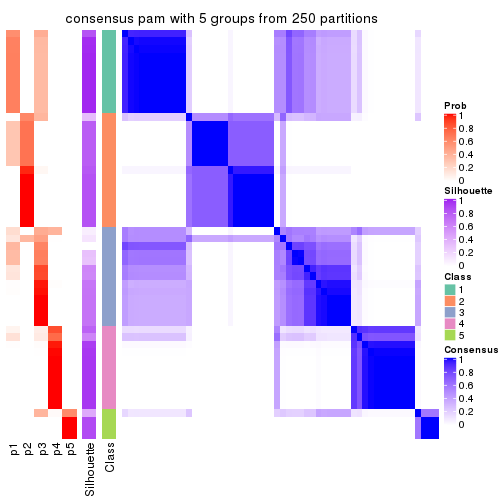 consensus pam with 5 groups from 250 partitions
Prob
1
0.8
0.6
0.4
0.2
0
Silhouette
1
0.8
0.6
0.4
0.2
0
Class
1
2
3
4
5
Consensus
1
0.8
0.6
0.4
0.2
0
p1
p2
p3
p4
p5
Silhouette
Class